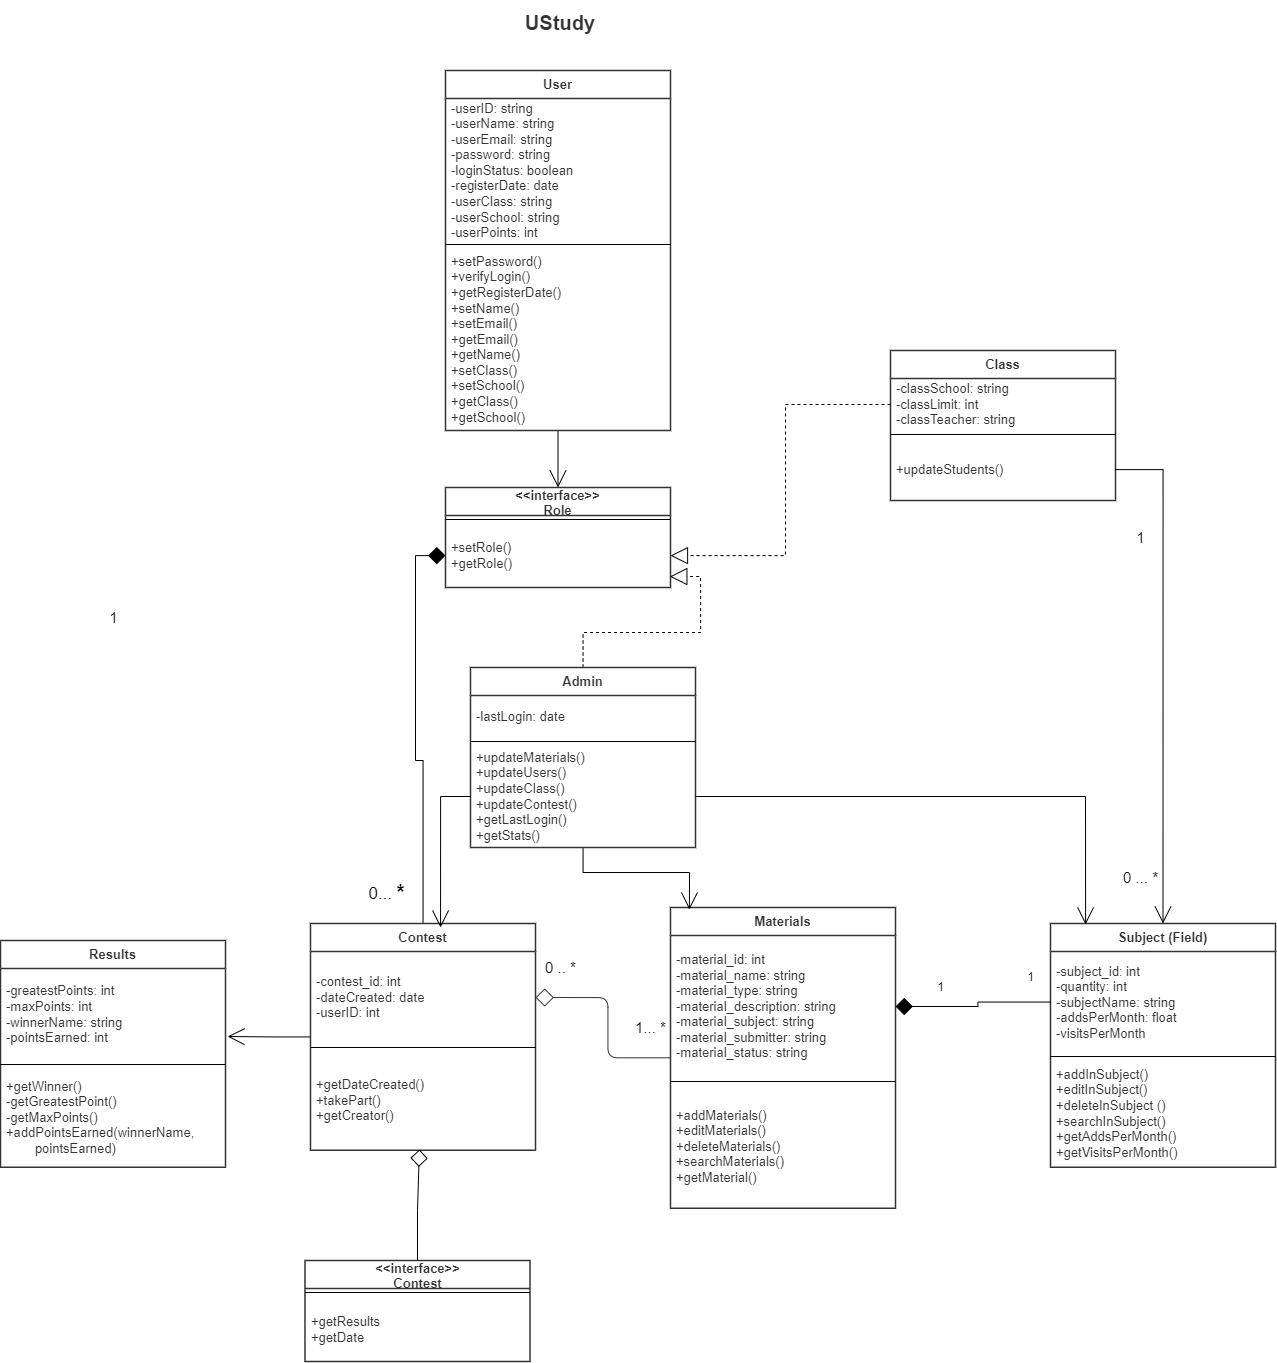 UStudy
User
-userID: string
-userName: string
-userEmail: string
-password: string
-loginStatus: boolean
-registerDate: date
-userClass: string
-userSchool: string
-userPoints: int
+setPassword()
+verifyLogin()
+getRegisterDate()
+setName()
+setEmail()
+getEmail()
+getName()
+setClass()
+setSchool()
+getClass()
+getSchool()
Class
-classSchool: string
-classLimit: int
-classTeacher: string
+updateStudents()
<<interface>>
Role
+setRole()
+getRole()
1
1
Admin
-lastLogin: date
+updateMaterials()
+updateUsers()
+updateClass()
+updateContest()
+getLastLogin()
+getStats()
0... *
0 ... *
Results
-greatestPoints: int
-maxPoints: int
-winnerName: string
-pointsEarned: int
+getWinner()
-getGreatestPoint()
-getMaxPoints()
+addPointsEarned(winnerName,
pointsEarned)
Contest
-contest_id: int
-dateCreated: date
-userID: int
+getDateCreated()
+takePart()
+getCreator()
0 .. *
1... *
Materials
-material_id: int
-material_name: string
-material_type: string
-material_description: string
-material_subject: string
-material_submitter: string
-material_status: string
+addMaterials()
+editMaterials()
+deleteMaterials()
+searchMaterials()
+getMaterial()
1
1
Subject (Field)
-subject_id: int
-quantity: int
-subjectName: string
-addsPerMonth: float
-visitsPerMonth
+addInSubject()
+editInSubject()
+deleteInSubject ()
+searchInSubject()
+getAddsPerMonth()
+getVisitsPerMonth()
<<interface>>
Contest
+getResults
+getDate